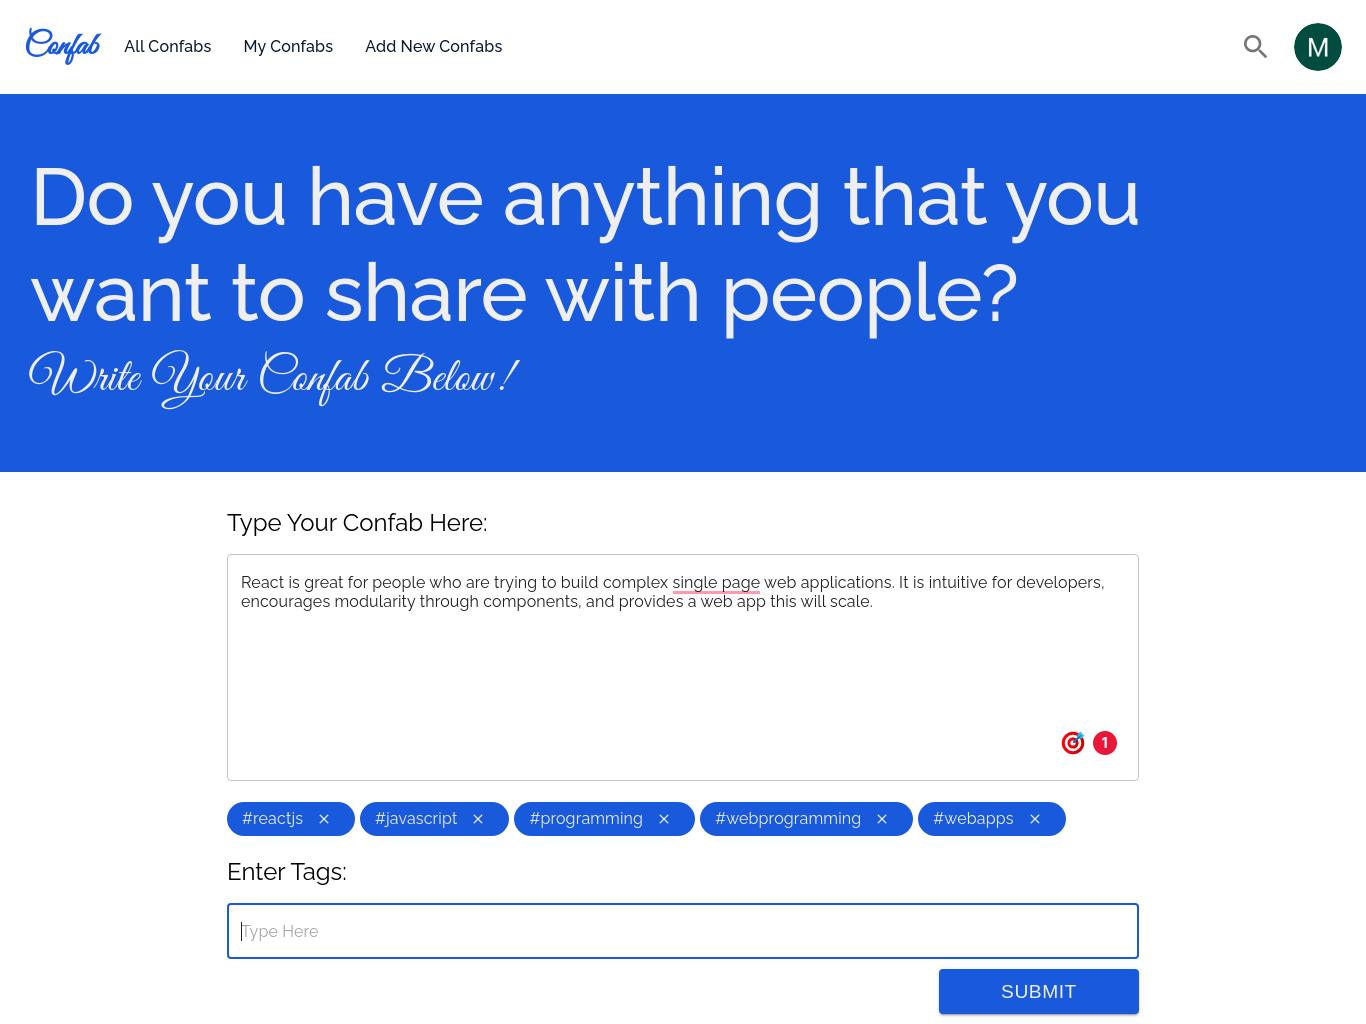 Confab All Confabs My Confabs Add New Confabs M
Do you have anything that you
want to share with people?
Write Your Confab Below!
Type Your Confab Here:
React is great for people who are trying to build complex single page web applications. It is intuitive for developers,
encourages modularity through components, and provides a web app this will scale.
1
#reactjs #javascript #programming #webprogramming #webapps
Enter Tags:
Type Here
SUBMIT